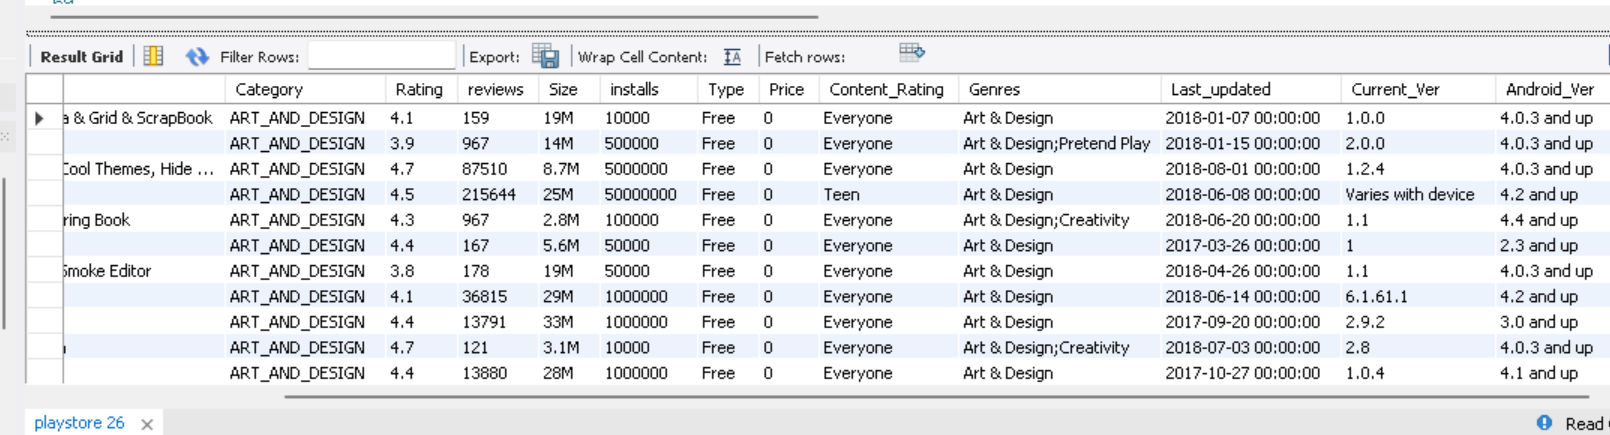 Result Grid Filter Rows: Export: Wrap Cell Content: Fetch rows:
Category Rating reviews Size installs Type Price Content_Rating Genres Last_updated Current_Ver Android_Ver
a & Grid & ScrapBook ART_AND_DESIGN 4.1 159 19M 10000 Free 0 Everyone Art & Design 2018-01-07 00:00:00 1.0.0 4.0.3 and up
ART_AND_DESIGN 3.9 967 14M 500000 Free 0 Everyone Art & Design;Pretend Play 2018-01-15 00:00:00 2.0.0 4.0.3 and up
Cool Themes, Hide ... ART_AND_DESIGN 4.7 87510 8.7M 5000000 Free 0 Everyone Art & Design 2018-08-01 00:00:00 1.2.4 4.0.3 and up
ART_AND_DESIGN 4.5 215644 25M 50000000 Free 0 Teen Art & Design 2018-06-08 00:00:00 Varies with device 4.2 and up
ring Book ART_AND_DESIGN 4.3 967 2.8M 100000 Free 0 Everyone Art & Design;Creativity 2018-06-20 00:00:00 1.1 4.4 and up
ART_AND_DESIGN 4.4 167 5.6M 50000 Free 0 Everyone Art & Design 2017-03-26 00:00:00 1 2.3 and up
Smoke Editor ART_AND_DESIGN 3.8 178 19M 50000 Free 0 Everyone Art & Design 2018-04-26 00:00:00 1.1 4.0.3 and up
ART_AND_DESIGN 4.1 36815 29M 1000000 Free 0 Everyone Art & Design 2018-06-14 00:00:00 6.1.61.1 4.2 and up
ART_AND_DESIGN 4.4 13791 33M 1000000 Free 0 Everyone Art & Design 2017-09-20 00:00:00 2.9.2 3.0 and up
ART_AND_DESIGN 4.7 121 3.1M 10000 Free 0 Everyone Art & Design;Creativity 2018-07-03 00:00:00 2.8 4.0.3 and up
ART_AND_DESIGN 4.4 13880 28M 1000000 Free 0 Everyone Art & Design 2017-10-27 00:00:00 1.0.4 4.1 and up
playstore 26 Read